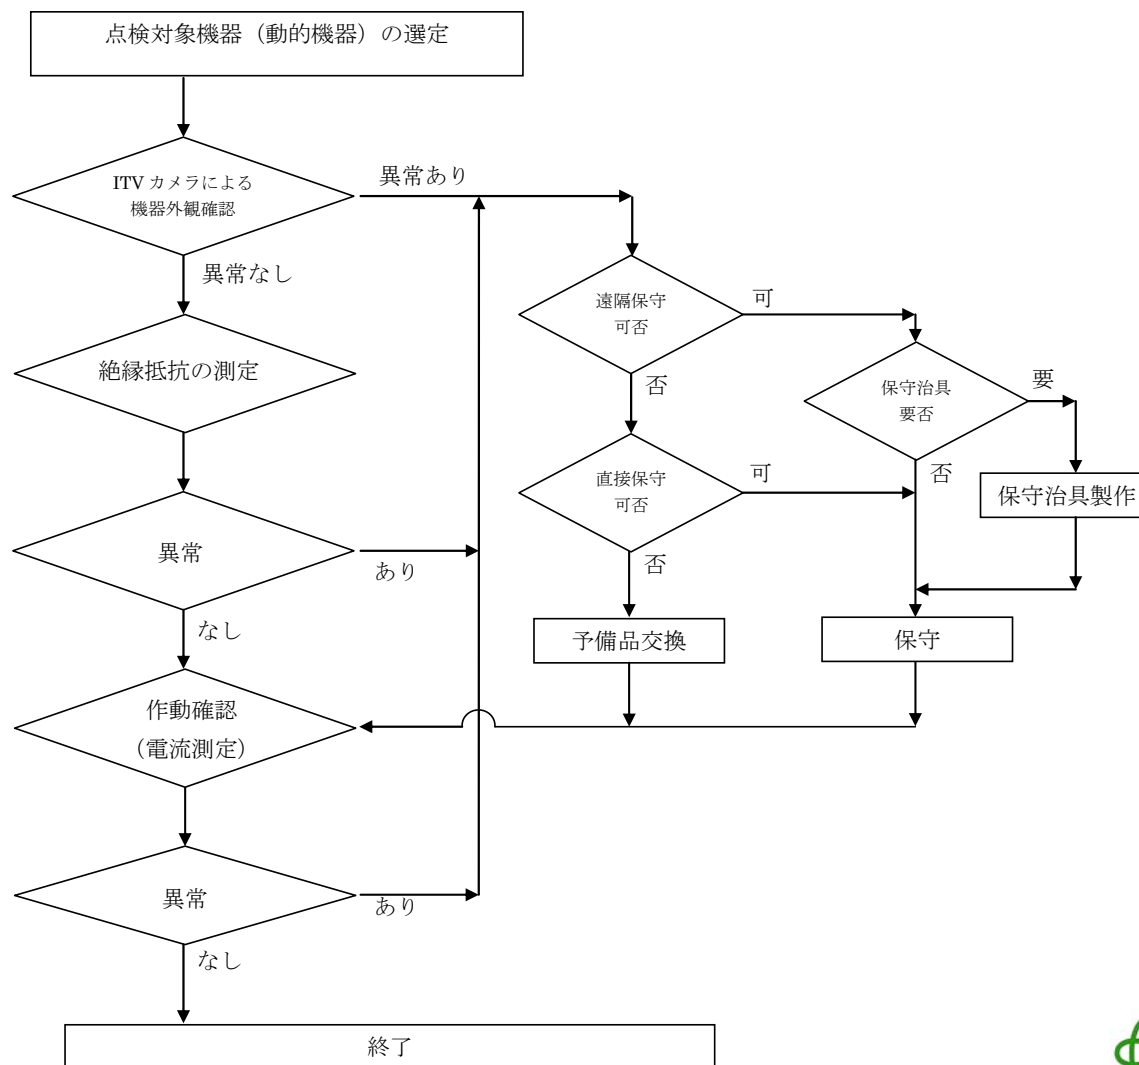 点検対象機器（動的機器）の選定
ITVカメラによる
機器外観確認
異常あり
異常なし
遠隔保守
可否
可
絶縁抵抗の測定
否
保守治具
要否
要
直接保守
可否
可
否
保守治具製作
異常
あり
否
なし
予備品交換
保守
作動確認
（電流測定）
異常
あり
なし
終了